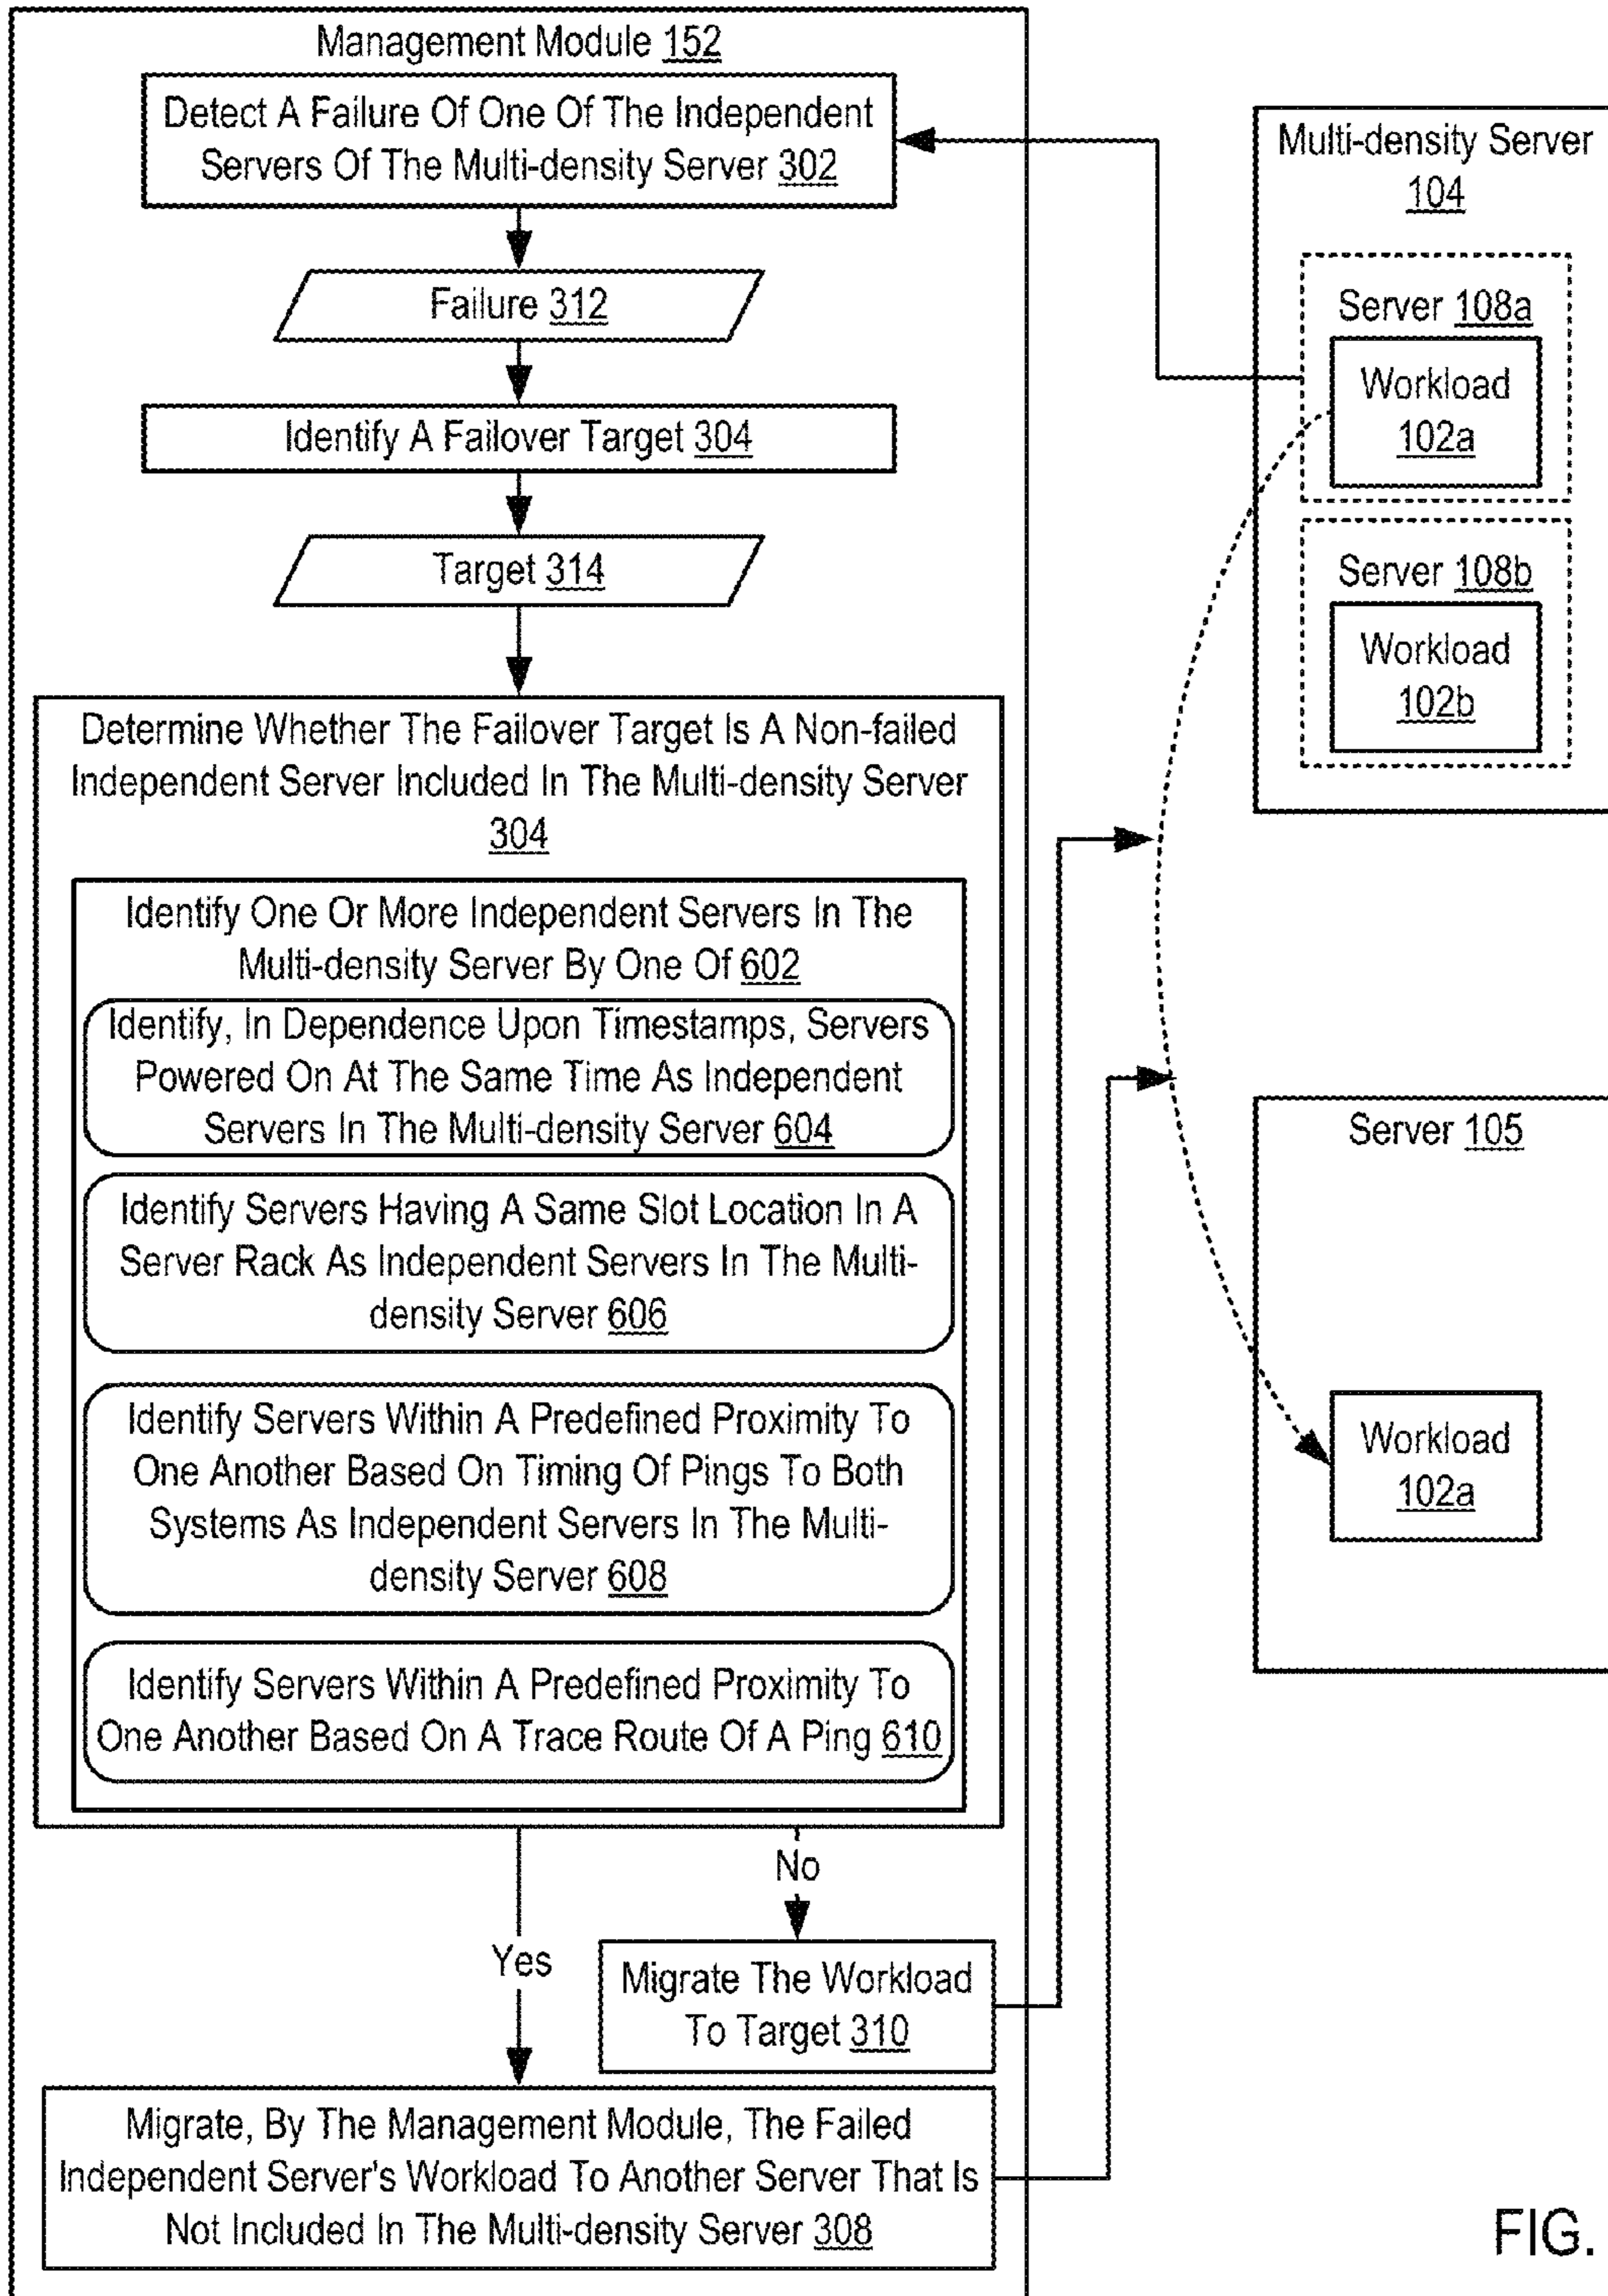 Management Module 152
Detect A Failure Of One Of The Independent
Servers Of The Multi-density Server 302
Failure 312
Identify A Failover Target 304
Target 314
Determine Whether The Failover Target Is A Non-failed
Independent Server Included In The Multi-density Server
304
Identify One Or More Independent Servers In The
Multi-density Server By One Of 602
Identify, In Dependence Upon Timestamps, Servers
Powered On At The Same Time As Independent
Servers In The Multi-density Server 604
Identify Servers Having A Same Slot Location In A
Server Rack As Independent Servers In The Multi-
density Server 606
Identify Servers Within A Predefined Proximity To
One Another Based On Timing Of Pings To Both
Systems As Independent Servers In The Multi-
density Server 608
Identify Servers Within A Predefined Proximity To
One Another Based On A Trace Route Of A Ping 610
No
Yes
Migrate The Workload
To Target 310
Migrate, By The Management Module, The Failed
Independent Server's Workload To Another Server That Is
Not Included In The Multi-density Server 308
Multi-density Server
104
Server 108a
Workload
102a
Server 108b
Workload
102b
Server 105
Workload
102a
FIG.